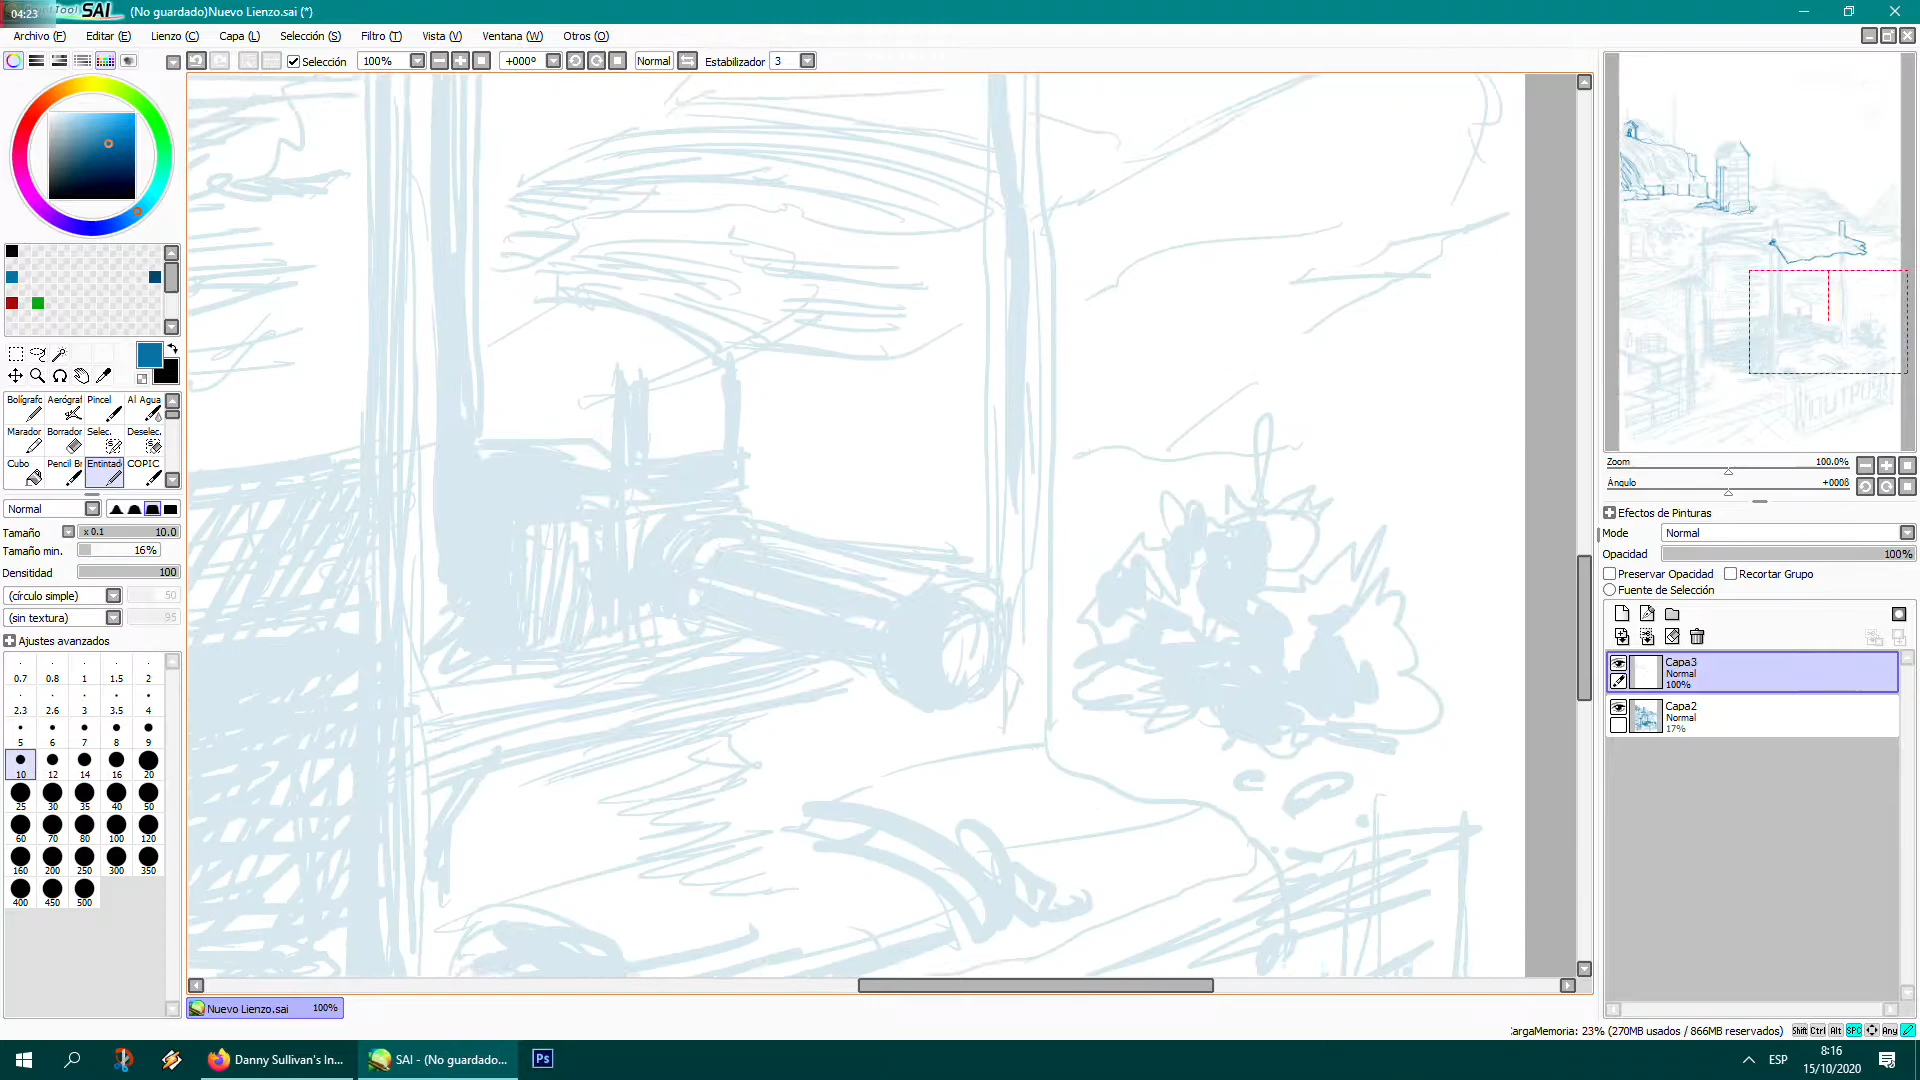 04:23
SAI
(No guardado)Nuevo Lienzo.sai (*)
Archivo (F) Editar (E) Lienzo (C) Capa (L) Selección (S) Filtro (T) Vista (V) Ventana (W) Otros (O)
Selección 100% +000º Normal Estabilizador 3
Zoom 100.0%
Ángulo +000ß
Efectos de Pinturas
Mode Normal
Opacidad 100%
Preservar Opacidad Recortar Grupo
Fuente de Selección
Capa3
Normal
100%
Capa2
Normal
17%
Bolígrafo Aerógraf Pincel Al Agua
Marador Borrador Selec. Deselec.
Cubo Pencil Br Entintad COPIC
Normal
Tamaño x 0.1 10.0
Tamaño min. 16%
Densitidad 100
(círculo simple) 50
(sin textura) 95
Ajustes avanzados
0.7 0.8 1 1.5 2
2.3 2.6 3 3.5 4
5 6 7 8 9
10 12 14 16 20
25 30 35 40 50
60 70 80 100 120
160 200 250 300 350
400 450 500
Nuevo Lienzo.sai 100%
CargaMemoria: 23% (270MB usados / 866MB reservados) Shift Ctrl Alt SPC Any
Danny Sullivan's In...
SAI - (No guardado...
Ps
ESP
8:16
15/10/2020